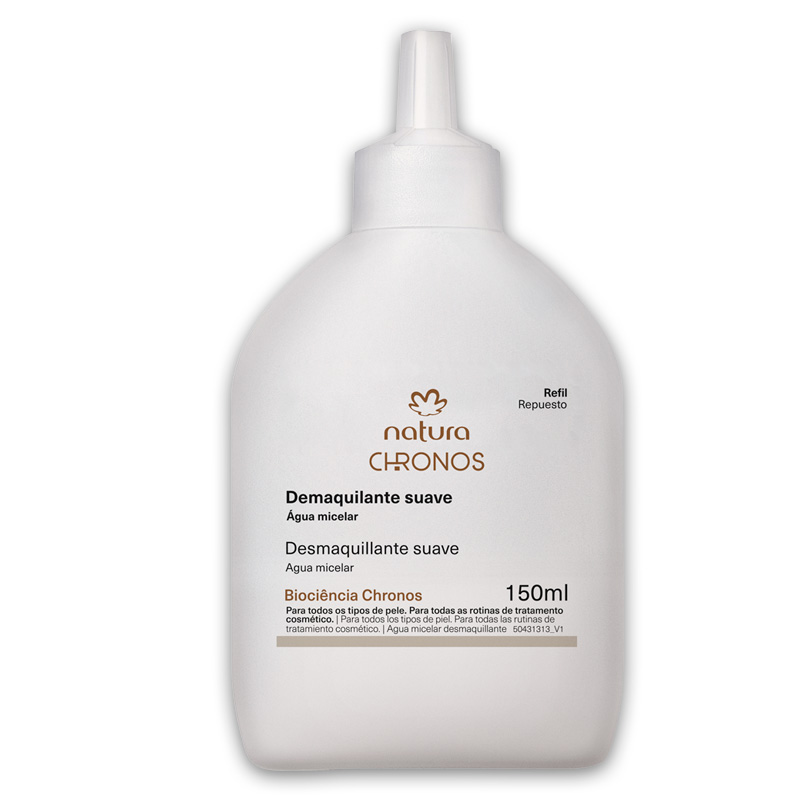 Refil
Repuesto
natura
CHRONOS
Demaquilante suave
Água micelar
Desmaquillante suave
Agua micelar
Biociência Chronos 150ml
Para todos os tipos de pele. Para todas as rotinas de tratamento
cosmético. | Para todos los tipos de piel. Para todas las rutinas de
tratamiento cosmético. | Agua micelar desmaquillante 50431313_V1